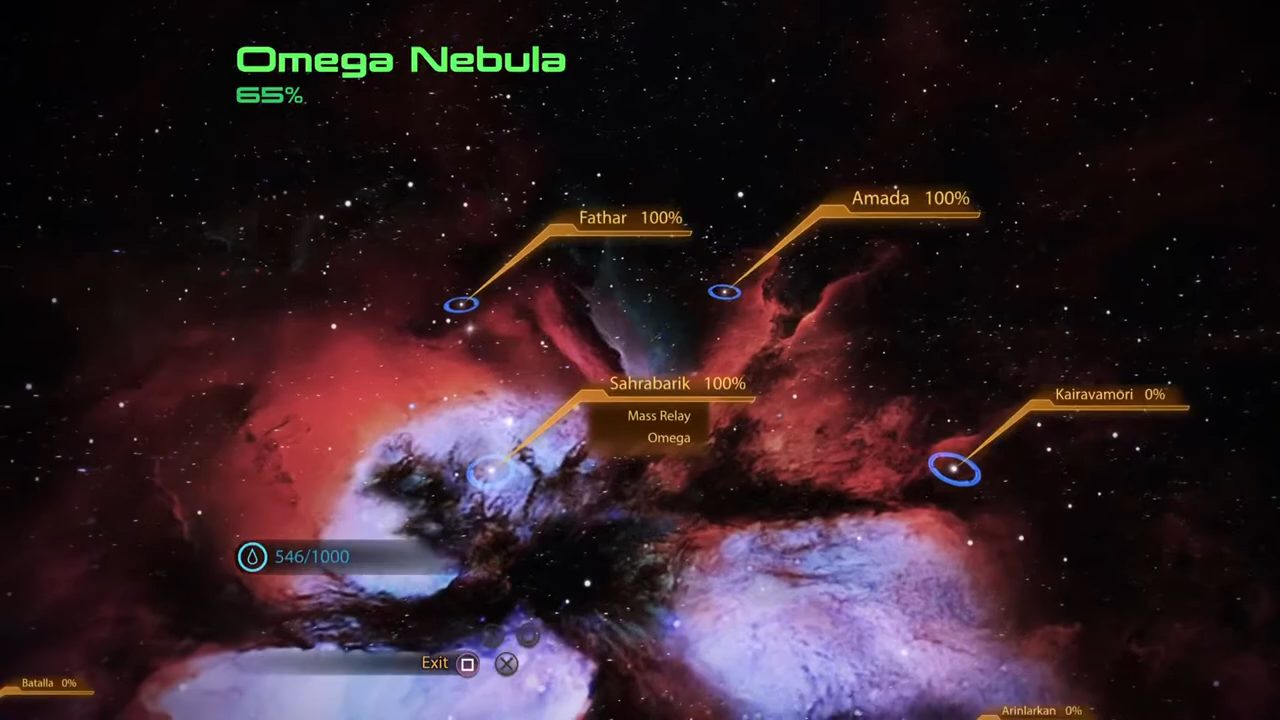 Omega Nebula
65%
Amada 100%
Fathar 100%
Sahrabarik 100%
Mass Relay
Omega
Kairavamori 0%
546/1000
Exit
Batalla 0%
Arinlarkan 0%